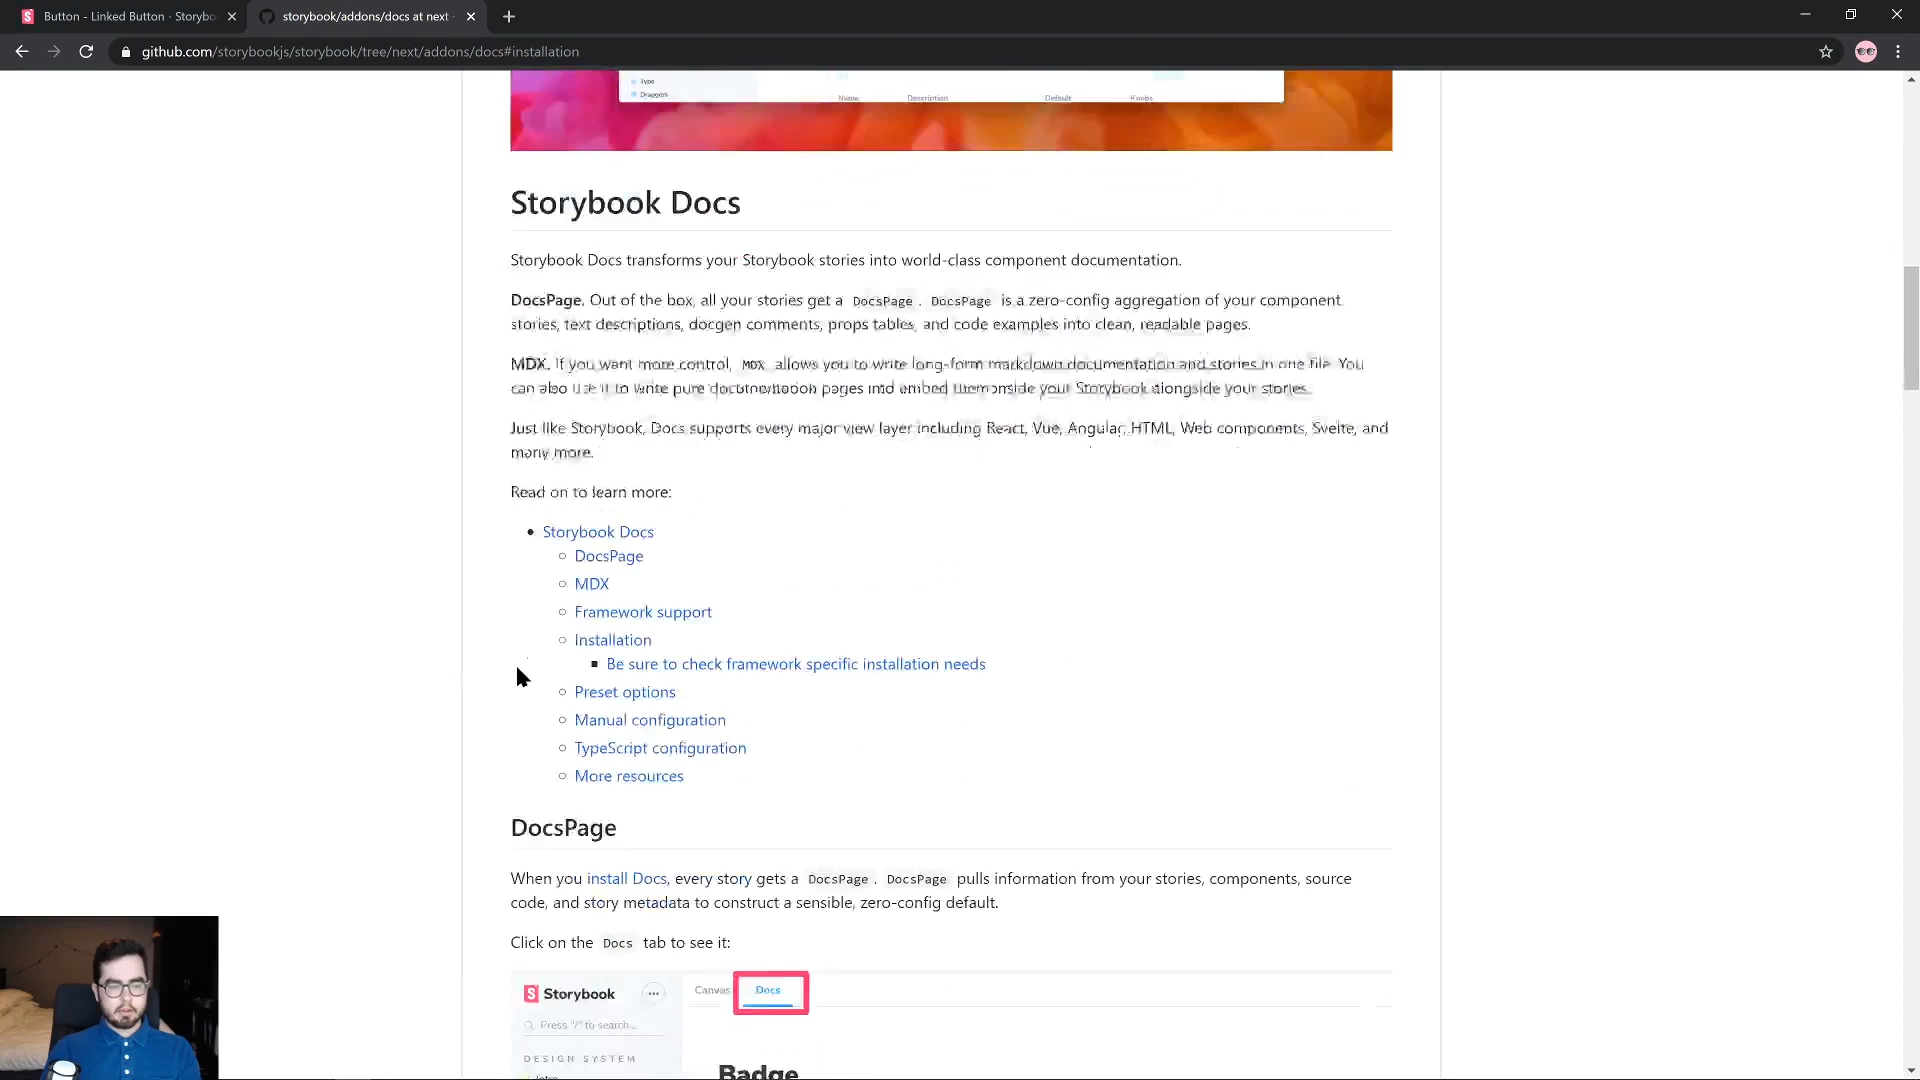 Button - Linked Button · Storybo
storybook/addons/docs at next ·
github.com/storybookjs/storybook/tree/next/addons/docs#installation
Type
Draggers
Name Description Default Knobs
Storybook Docs
Storybook Docs transforms your Storybook stories into world-class component documentation.
DocsPage. Out of the box, all your stories get a DocsPage. DocsPage is a zero-config aggregation of your component
stories, text descriptions, docgen comments, props tables, and code examples into clean, readable pages.
MDX. If you want more control, MDX allows you to write long-form markdown documentation and stories in one file. You
can also use it to write pure documentation pages and embed them inside your Storybook alongside your stories.
Just like Storybook, Docs supports every major view layer including React, Vue, Angular, HTML, Web components, Svelte, and
many more.
Read on to learn more:
• Storybook Docs
○ DocsPage
○ MDX
○ Framework support
○ Installation
▪ Be sure to check framework specific installation needs
○ Preset options
○ Manual configuration
○ TypeScript configuration
○ More resources
DocsPage
When you install Docs, every story gets a DocsPage. DocsPage pulls information from your stories, components, source
code, and story metadata to construct a sensible, zero-config default.
Click on the Docs tab to see it:
Storybook ··· Canvas Docs
Press "/" to search...
DESIGN SYSTEM
Intro
Badge